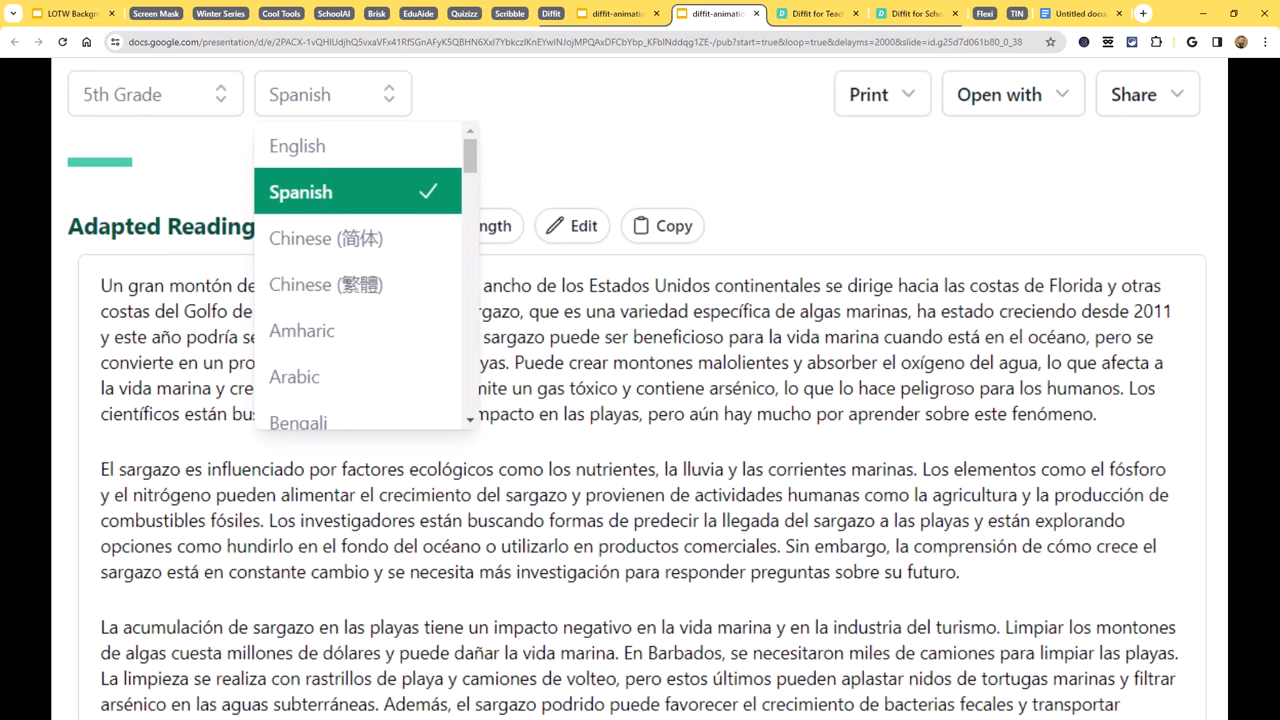 LOTW Backgro
Screen Mask
Winter Series
Cool Tools
SchoolAI
Brisk
EduAide
Quizizz
Scribble
Diffit
diffit-animatio
diffit-animatio
Diffit for Teac
Diffit for Scho
Flexi
TIN
Untitled docu
docs.google.com/presentation/d/e/
/pub?start=true&loop=true&delayms=2000&slide=id.g25d7d061b80_0_38
5th Grade
Spanish
Print
Open with
Share
English
Spanish
Chinese (简体)
Chinese (繁體)
Amharic
Arabic
Bengali
Adapted Reading
ngth
Edit
Copy
Un gran montón de ancho de los Estados Unidos continentales se dirige hacia las costas de Florida y otras
costas del Golfo de rgazo, que es una variedad específica de algas marinas, ha estado creciendo desde 2011
y este año podría se sargazo puede ser beneficioso para la vida marina cuando está en el océano, pero se
convierte en un pro yas. Puede crear montones malolientes y absorber el oxígeno del agua, lo que afecta a
la vida marina y cre mite un gas tóxico y contiene arsénico, lo que lo hace peligroso para los humanos. Los
científicos están bus impacto en las playas, pero aún hay mucho por aprender sobre este fenómeno.
El sargazo es influenciado por factores ecológicos como los nutrientes, la lluvia y las corrientes marinas. Los elementos como el fósforo
y el nitrógeno pueden alimentar el crecimiento del sargazo y provienen de actividades humanas como la agricultura y la producción de
combustibles fósiles. Los investigadores están buscando formas de predecir la llegada del sargazo a las playas y están explorando
opciones como hundirlo en el fondo del océano o utilizarlo en productos comerciales. Sin embargo, la comprensión de cómo crece el
sargazo está en constante cambio y se necesita más investigación para responder preguntas sobre su futuro.
La acumulación de sargazo en las playas tiene un impacto negativo en la vida marina y en la industria del turismo. Limpiar los montones
de algas cuesta millones de dólares y puede dañar la vida marina. En Barbados, se necesitaron miles de camiones para limpiar las playas.
La limpieza se realiza con rastrillos de playa y camiones de volteo, pero estos últimos pueden aplastar nidos de tortugas marinas y filtrar
arsénico en las aguas subterráneas. Además, el sargazo podrido puede favorecer el crecimiento de bacterias fecales y transportar